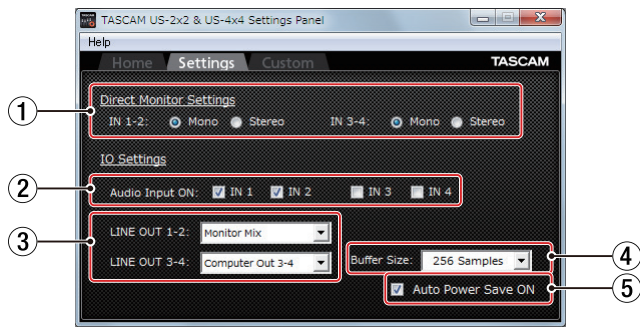 TASCAM US-2x2 & US-4x4 Settings Panel
Help
Home Settings Custom TASCAM
1 Direct Monitor Settings
IN 1-2: Mono Stereo IN 3-4: Mono Stereo
IO Settings
2 Audio Input ON: IN 1 IN 2 IN 3 IN 4
3 LINE OUT 1-2: Monitor Mix
LINE OUT 3-4: Computer Out 3-4
Buffer Size: 256 Samples 4
Auto Power Save ON 5